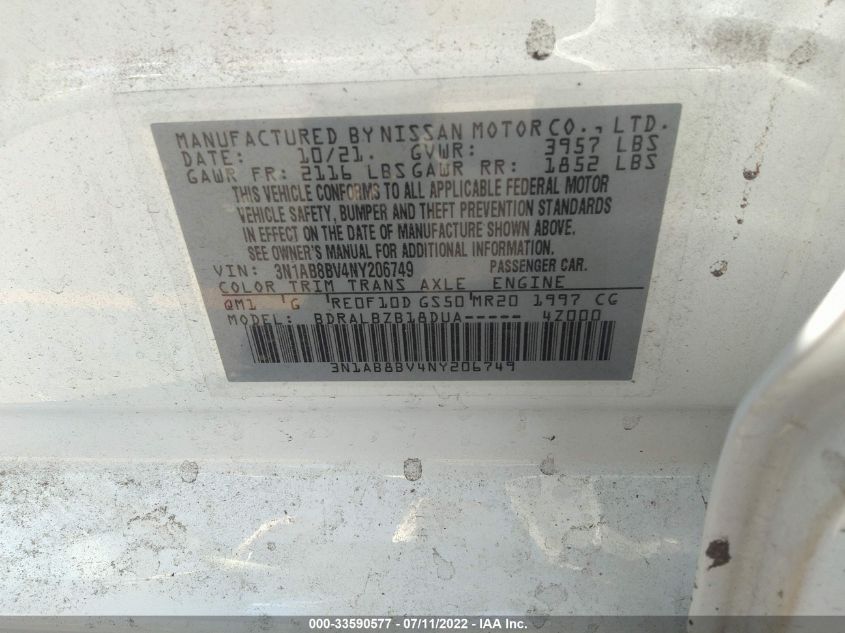 MANUFACTURED BY NISSAN MOTOR CO., LTD.
DATE: 10/21. GVWR: 3957 LBS
GAWR FR: 2116 LBS GAWR RR: 1852 LBS
THIS VEHICLE CONFORMS TO ALL APPLICABLE FEDERAL MOTOR
VEHICLE SAFETY, BUMPER AND THEFT PREVENTION STANDARDS
IN EFFECT ON THE DATE OF MANUFACTURE SHOWN ABOVE.
SEE OWNER'S MANUAL FOR ADDITIONAL INFORMATION.
VIN: 3N1AB8BV4NY206749 PASSENGER CAR.
COLOR TRIM TRANS AXLE ENGINE
QM1 G RE0F10D GS50 MR20 1997 CG
MODEL: BDRALBZB18DUA----- 4Z000
3N1AB8BV4NY206749
000-33590577 - 07/11/2022 - © IAA Inc.